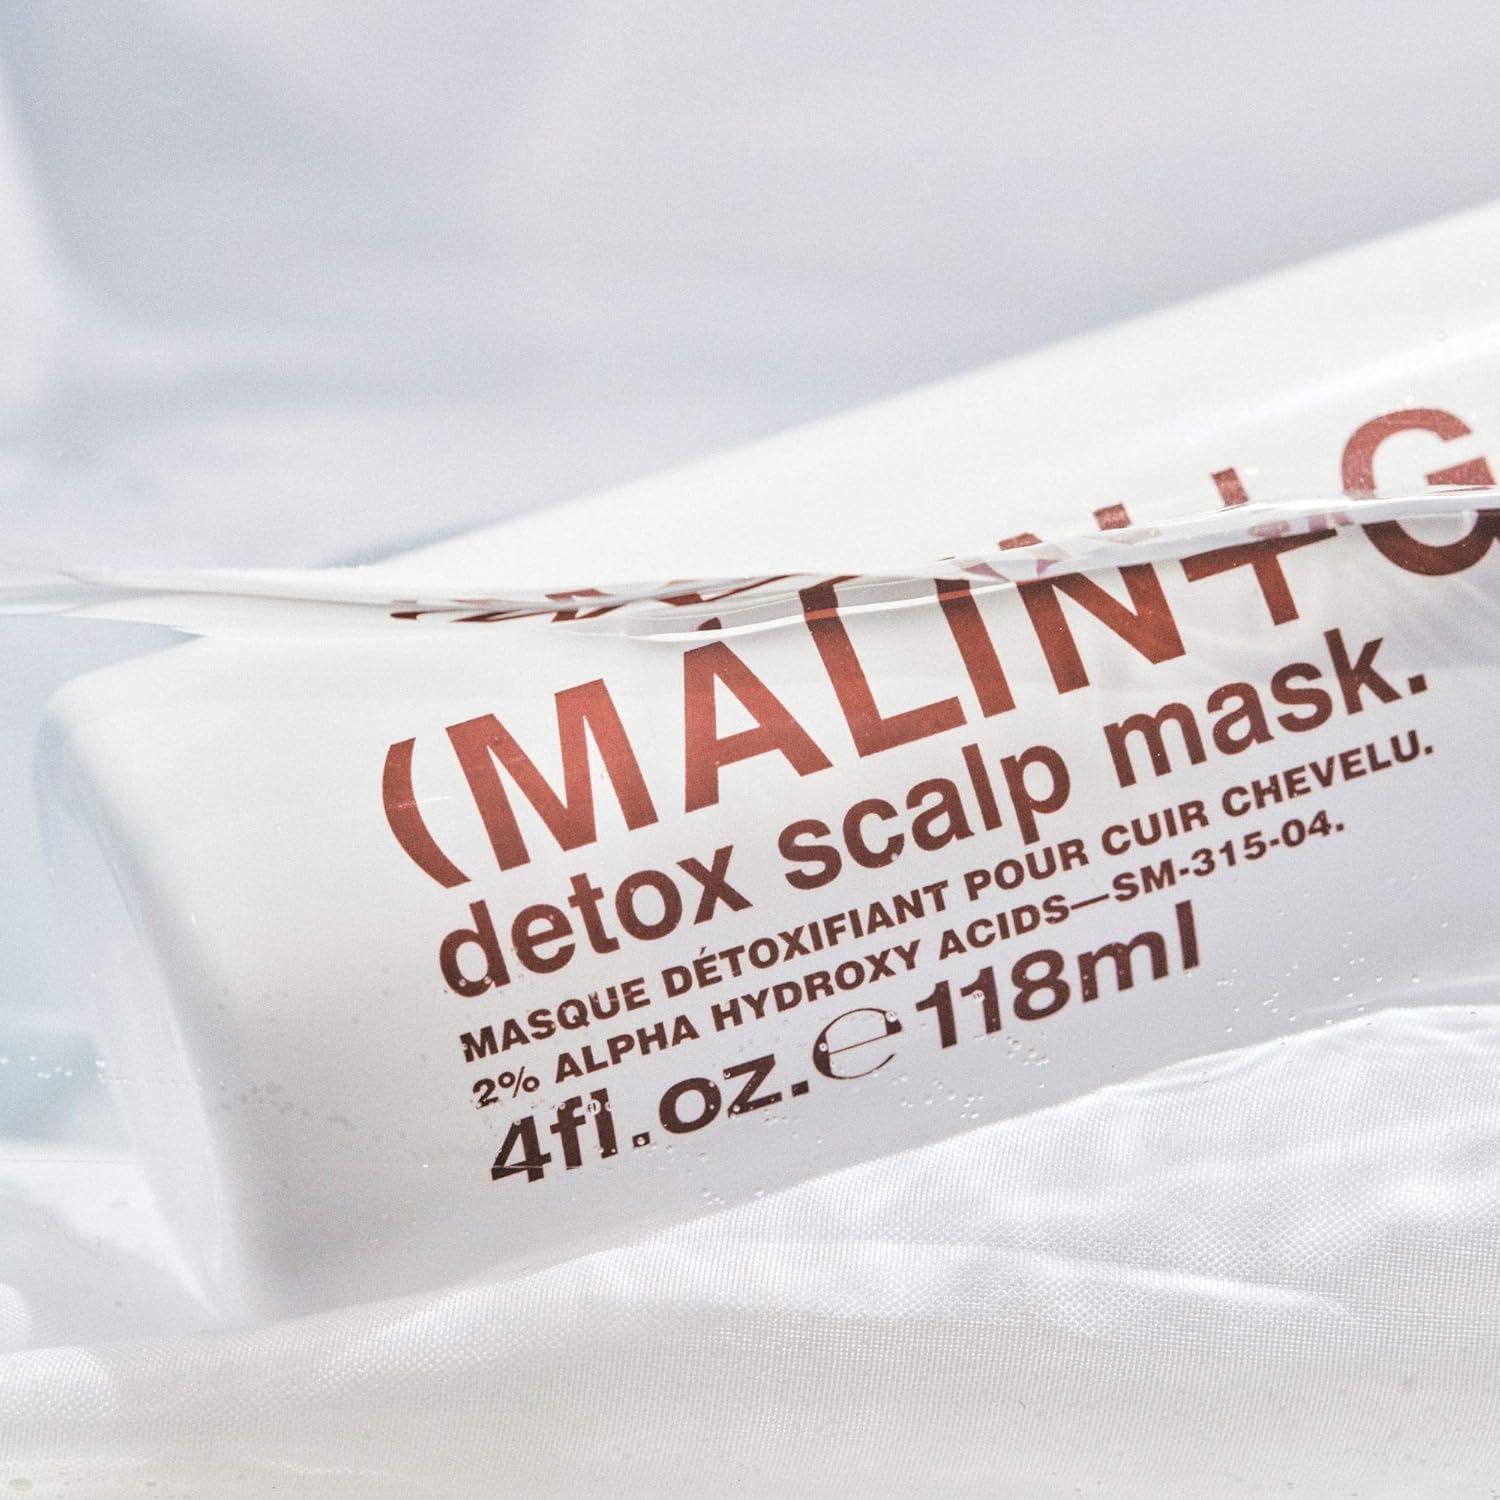 (MALIN+G
detox scalp mask.
MASQUE DÉTOXIFIANT POUR CUIR CHEVELU.
2% ALPHA HYDROXY ACIDS—SM-315-04.
4fl.oz.℮118ml